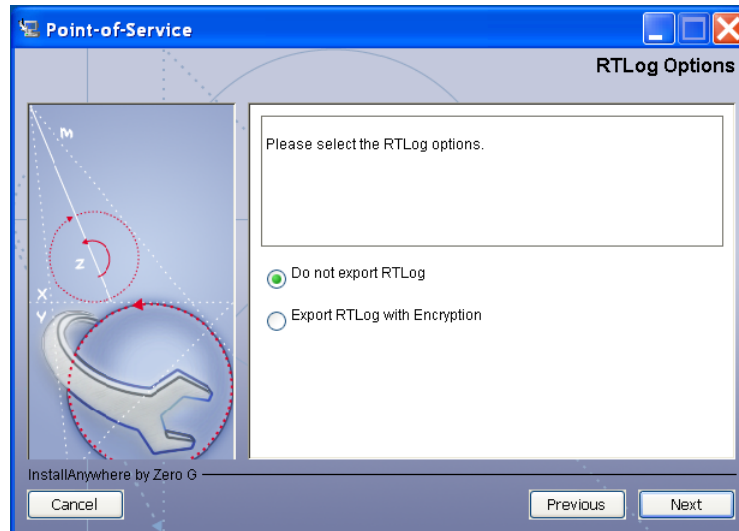 Point-of-Service
RTLog Options
M
Z
X
Y
Please select the RTLog options.
Do not export RTLog
Export RTLog with Encryption
InstallAnywhere by Zero G
Cancel
Previous
Next